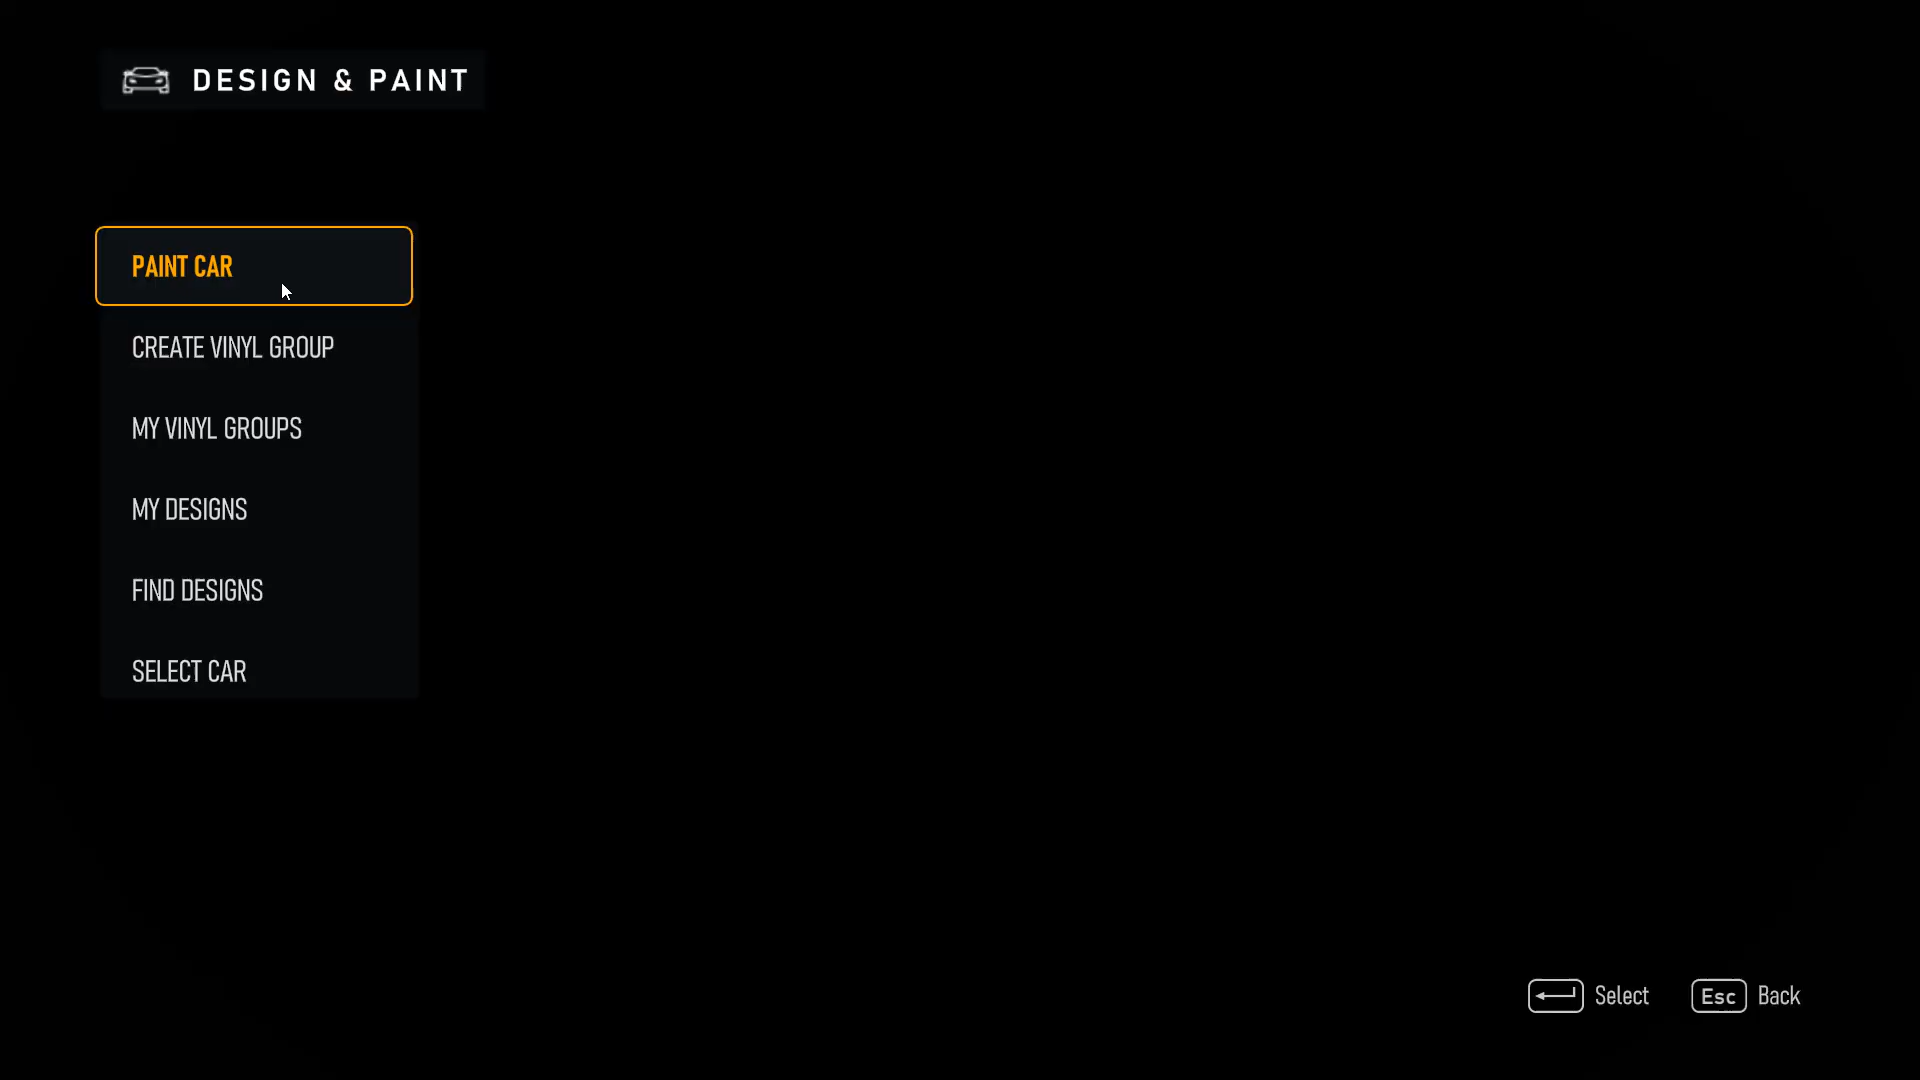 DESIGN & PAINT
PAINT CAR
CREATE VINYL GROUP
MY VINYL GROUPS
MY DESIGNS
FIND DESIGNS
SELECT CAR
Select
Esc Back